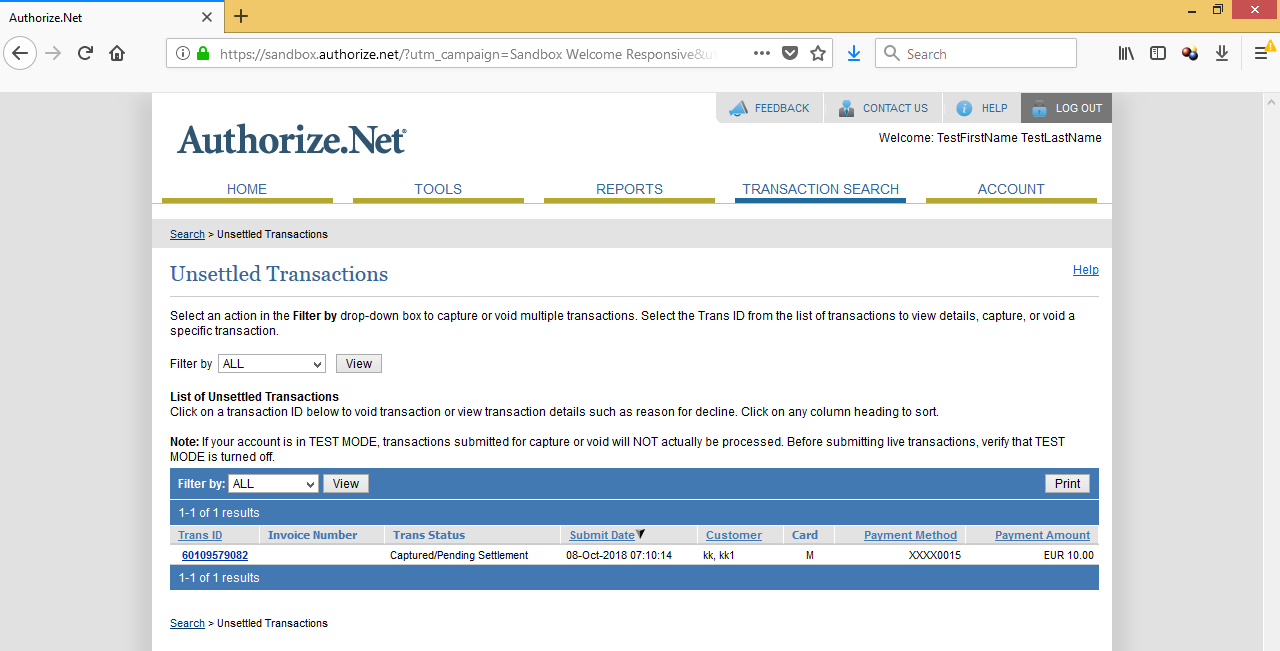 Authorize.Net
https://sandbox.authorize.net/?utm_campaign=Sandbox Welcome Responsive&ut
Search
FEEDBACK
CONTACT US
HELP
LOG OUT
Authorize.Net
Welcome: TestFirstName TestLastName
HOME
TOOLS
REPORTS
TRANSACTION SEARCH
ACCOUNT
Search > Unsettled Transactions
Unsettled Transactions
Help
Select an action in the Filter by drop-down box to capture or void multiple transactions. Select the Trans ID from the list of transactions to view details, capture, or void a
specific transaction.
Filter by ALL View
List of Unsettled Transactions
Click on a transaction ID below to void transaction or view transaction details such as reason for decline. Click on any column heading to sort.
Note: If your account is in TEST MODE, transactions submitted for capture or void will NOT actually be processed. Before submitting live transactions, verify that TEST
MODE is turned off.
Filter by: ALL View Print
1-1 of 1 results
Trans ID Invoice Number Trans Status Submit Date Customer Card Payment Method Payment Amount
60109579082 Captured/Pending Settlement 08-Oct-2018 07:10:14 kk, kk1 M XXXX0015 EUR 10.00
1-1 of 1 results
Search > Unsettled Transactions